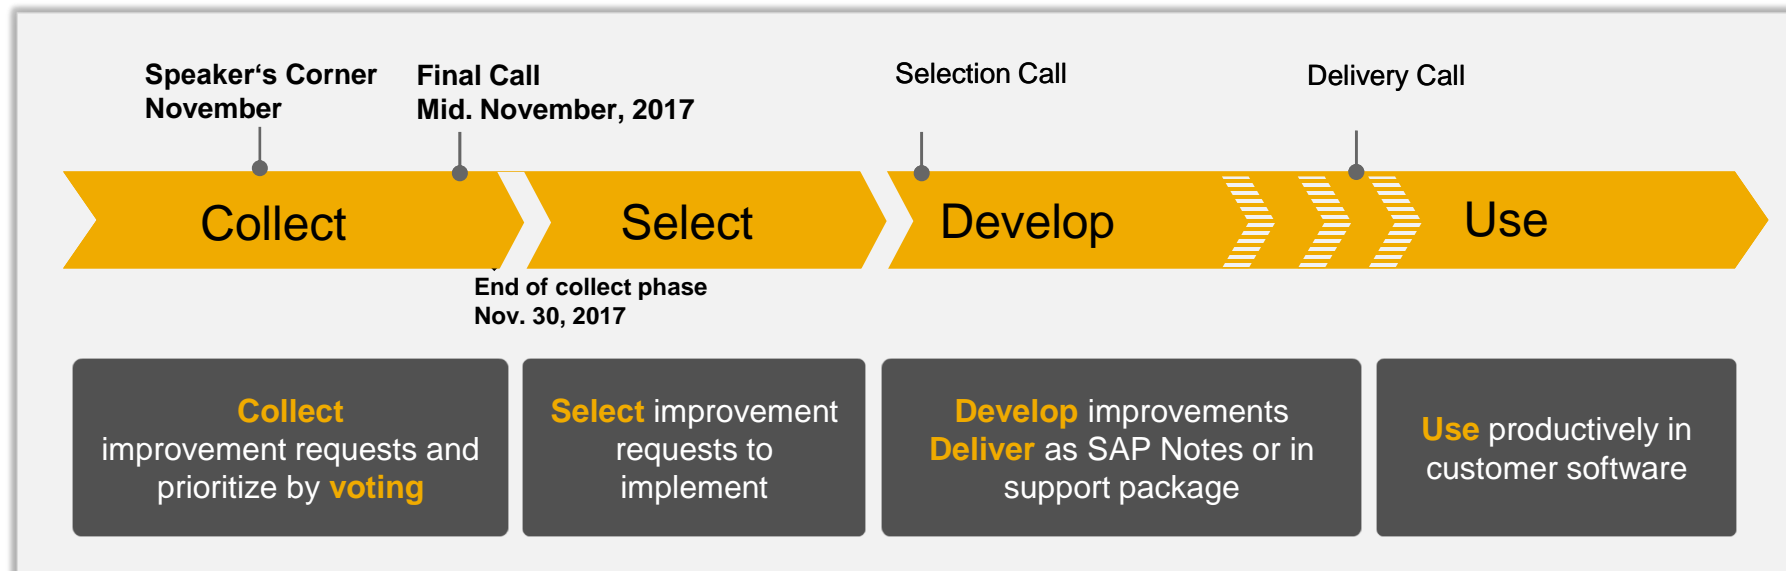 Speaker‘s Corner
November
Final Call
Mid. November, 2017
Selection Call
Delivery Call
Collect
Select
Develop
Use
End of collect phase
Nov. 30, 2017
Collect
improvement requests and
prioritize by voting
Select improvement
requests to
implement
Develop improvements
Deliver as SAP Notes or in
support package
Use productively in
customer software